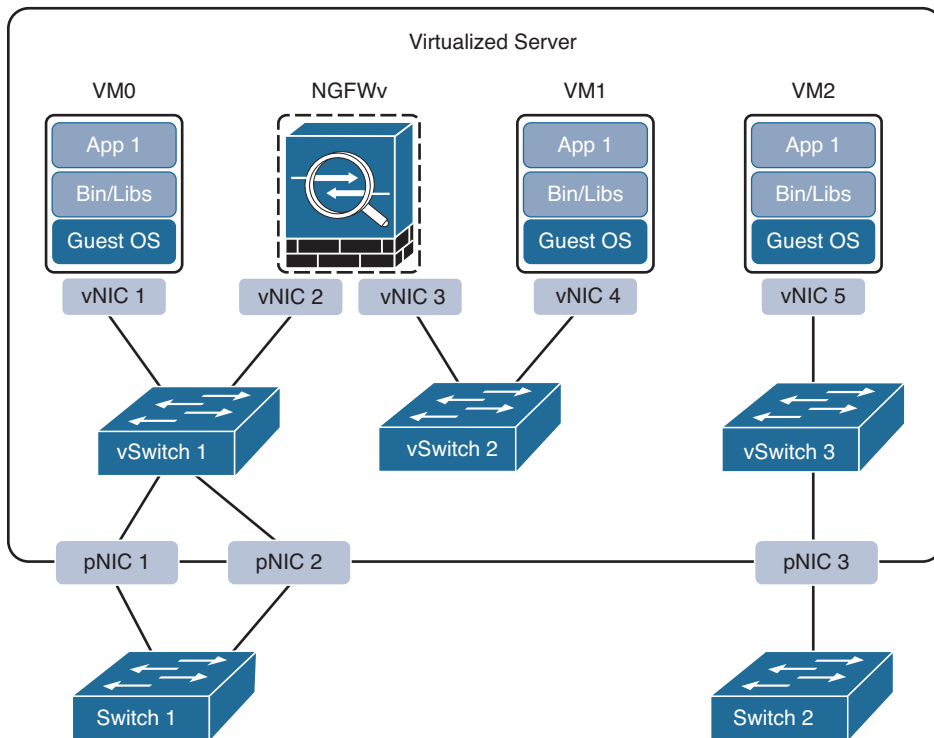 Virtualized Server
VM0 NGFWv VM1 VM2
App 1 App 1 App 1
Bin/Libs Bin/Libs Bin/Libs
Guest OS Guest OS Guest OS
vNIC 1 vNIC 2 vNIC 3 vNIC 4 vNIC 5
vSwitch 1 vSwitch 2 vSwitch 3
pNIC 1 pNIC 2 pNIC 3
Switch 1 Switch 2